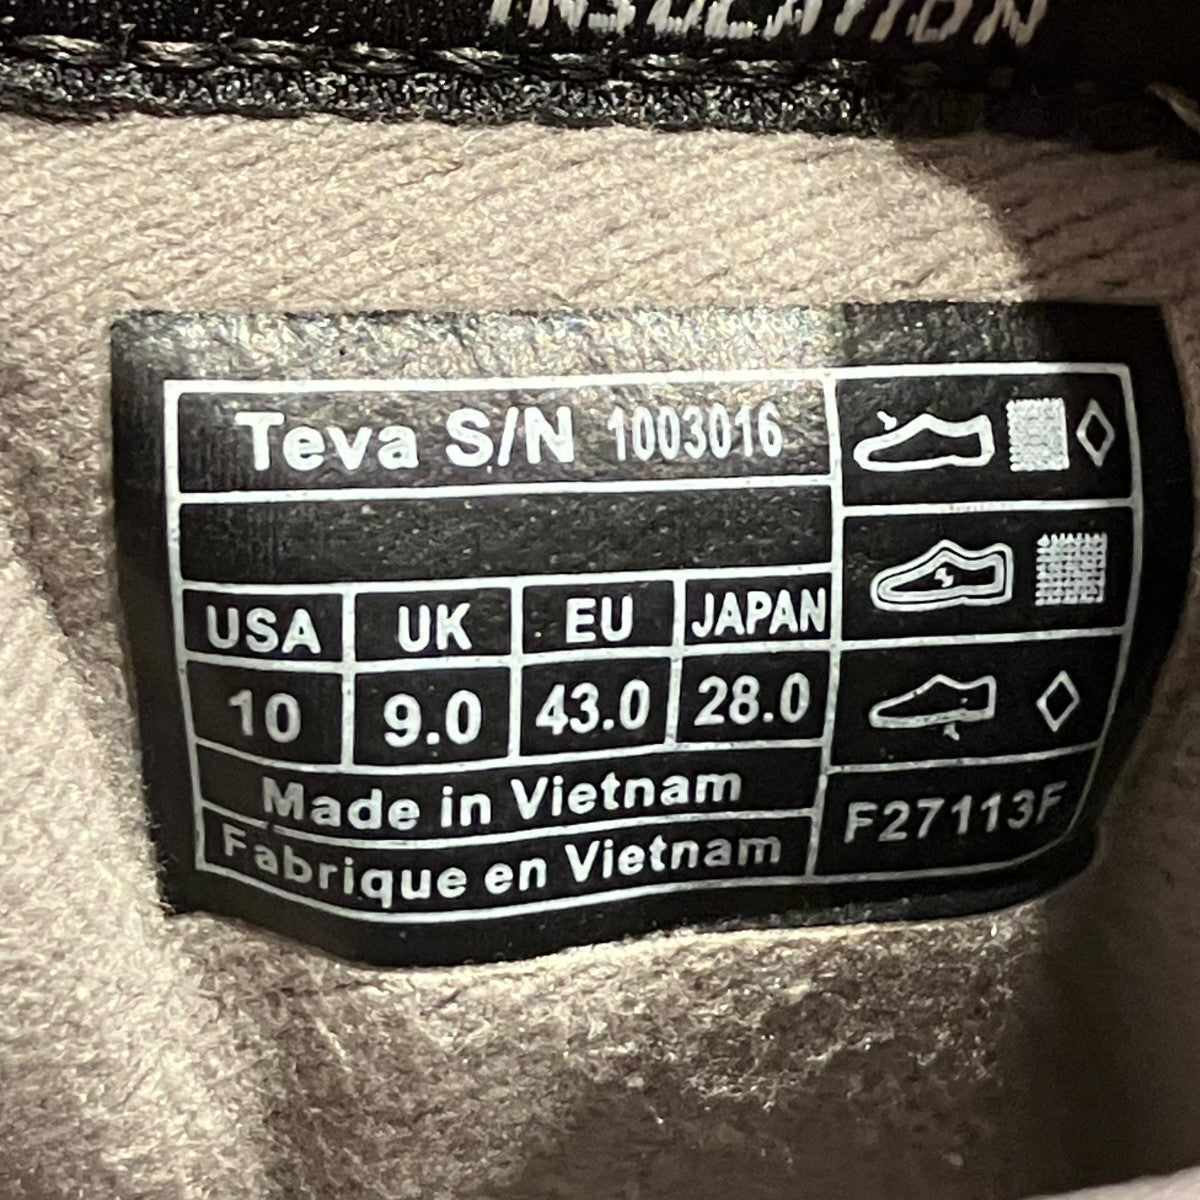 INSULATION
Teva S/N 1003016
USA UK EU JAPAN
10 9.0 43.0 28.0
Made in Vietnam
Fabrique en Vietnam
F27113F